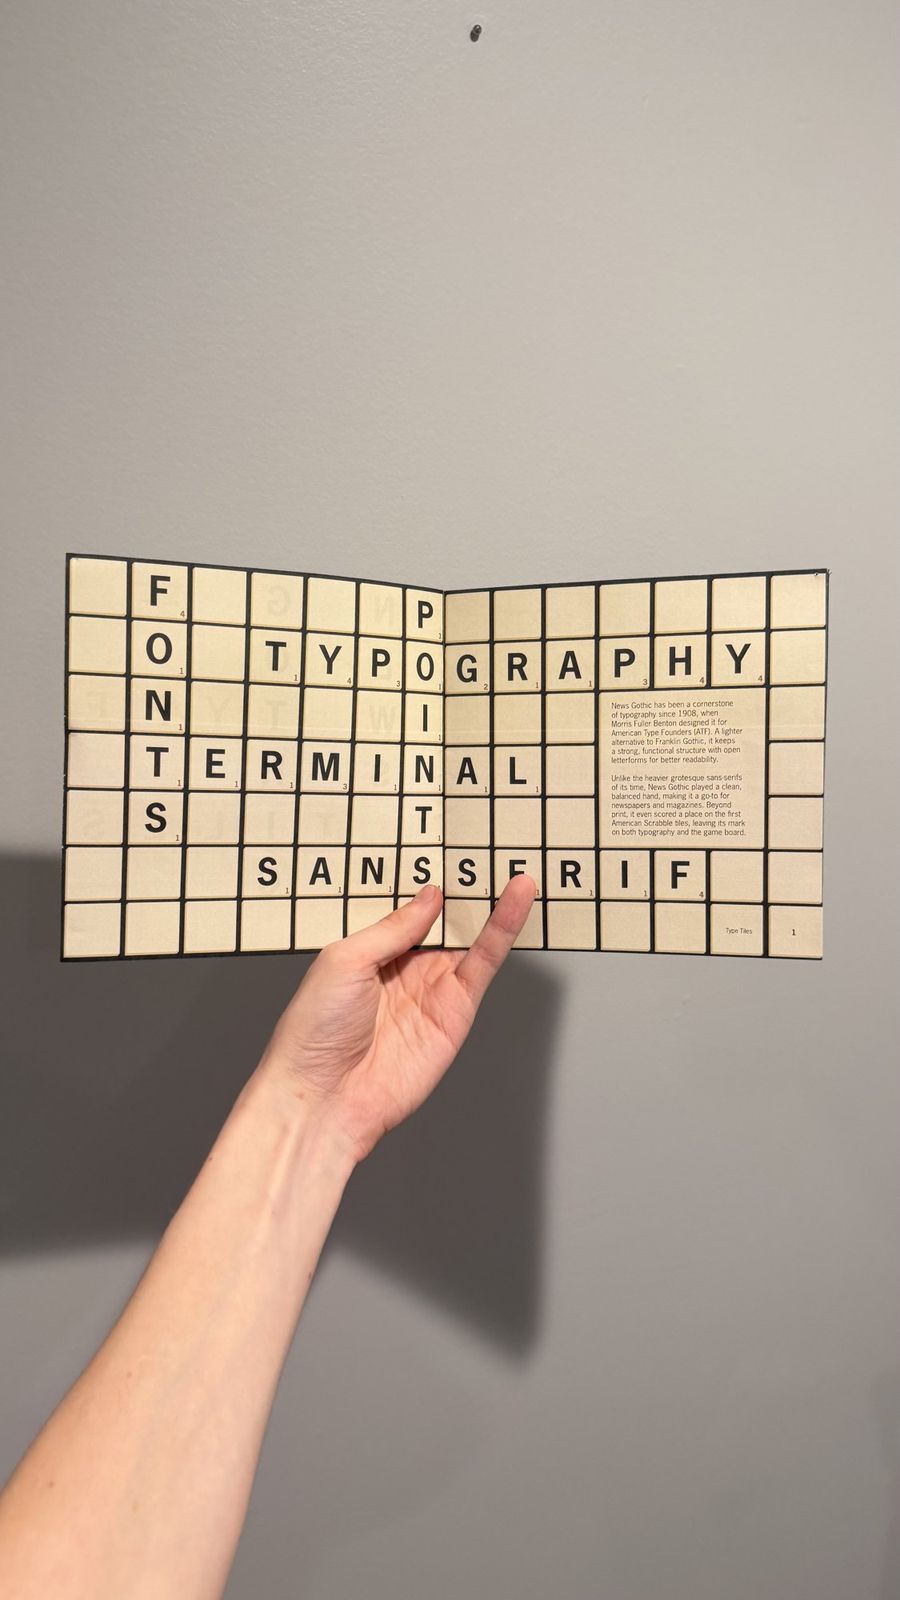 FONTS
POINTS
TYPOGRAPHY
TERMINAL
SANS SERIF
News Gothic has been a cornerstone
of typography since 1908, when
Morris Fuller Benton designed it for
American Type Founders (ATF). A lighter
alternative to Franklin Gothic, it keeps
a strong, functional structure with open
letterforms for better readability.
Unlike the heavier grotesque sans-serifs
of its time, News Gothic played a clean,
balanced hand, making it a go-to for
newspapers and magazines. Beyond
print, it even scored a place on the first
American Scrabble tiles, leaving its mark
on both typography and the game board.
Type Tiles
1